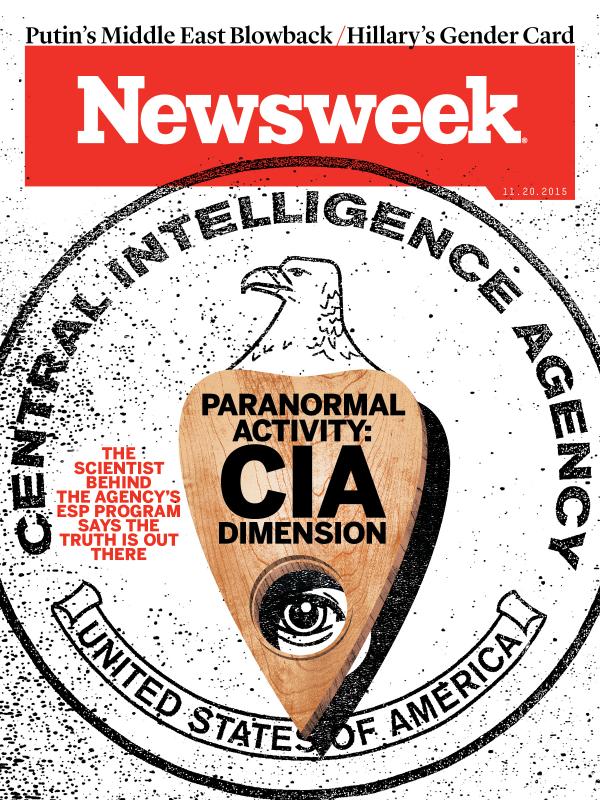 Putin's Middle East Blowback / Hillary's Gender Card
Newsweek®
11.20.2015
CENTRAL INTELLIGENCE AGENCY
PARANORMAL
ACTIVITY:
CIA
DIMENSION
THE
SCIENTIST
BEHIND
THE AGENCY'S
ESP PROGRAM
SAYS THE
TRUTH IS OUT
THERE
UNITED STATES OF AMERICA